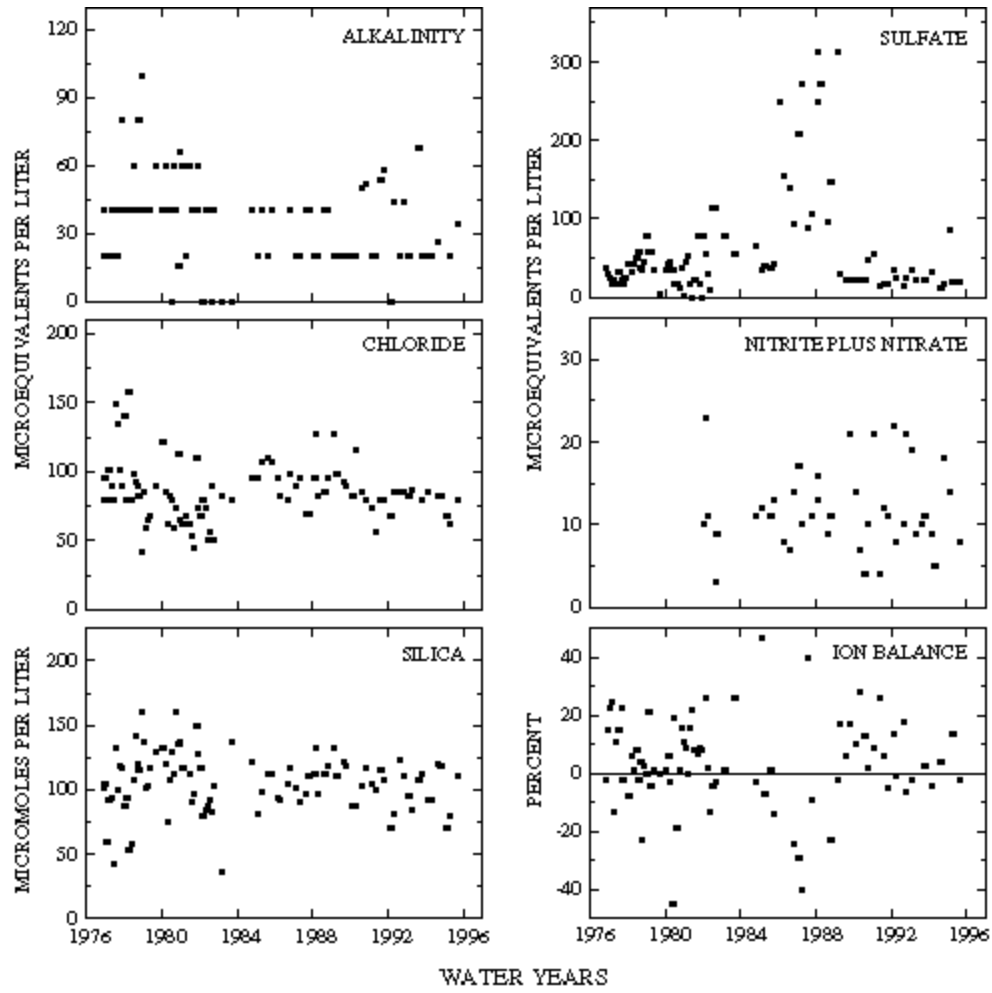 ALKALINITY
120
90
60
30
0
SULFATE
300
200
100
0
MICROEQUIVALENTS PER LITER
MICROEQUIVALENTS PER LITER
CHLORIDE
200
150
100
50
0
NITRITE PLUS NITRATE
30
20
10
0
SILICA
200
150
100
50
0
MICROMOLES PER LITER
ION BALANCE
40
20
0
-20
-40
PERCENT
1976 1980 1984 1988 1992 1996
1976 1980 1984 1988 1992 1996
WATER YEARS